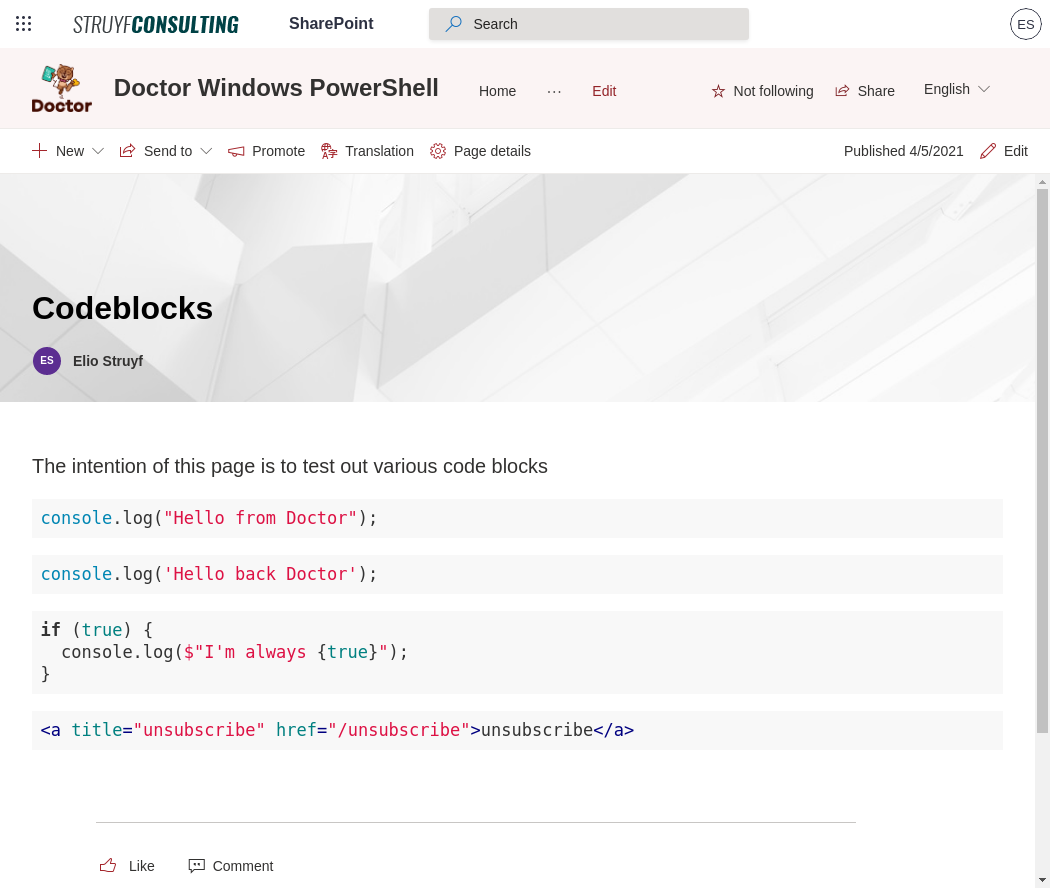 STRUYFCONSULTING SharePoint Search ES
Doctor Doctor Windows PowerShell Home ··· Edit Not following Share English
New Send to Promote Translation Page details Published 4/5/2021 Edit
Codeblocks
ES Elio Struyf
The intention of this page is to test out various code blocks
console.log("Hello from Doctor");
console.log('Hello back Doctor');
if (true) {
  console.log($"I'm always {true}");
}
<a title="unsubscribe" href="/unsubscribe">unsubscribe</a>
Like Comment